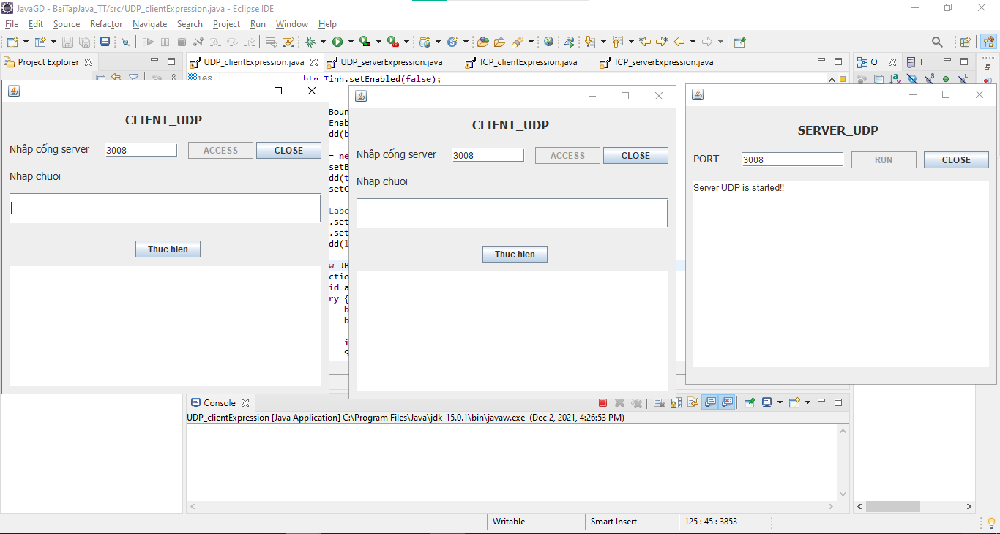 JavaGD - BaiTapJava_TT/src/UDP_clientExpression.java - Eclipse IDE
File Edit Source Refactor Navigate Search Project Run Window Help
Project Explorer
UDP_clientExpression.java UDP_serverExpression.java TCP_clientExpression.java TCP_serverExpression.java
O T
108 btn_Tinh.setEnabled(false);
CLIENT_UDP
Nhập cổng server 3008 ACCESS CLOSE
Nhap chuoi
Thuc hien
Boun
Enab
dd(b
= ne
setB
dd(t
setC
Labe
.set
.set
dd(l
w JB
ctio
id a
ry {
b
b
i
S
CLIENT_UDP
Nhập cổng server 3008 ACCESS CLOSE
Nhap chuoi
Thuc hien
SERVER_UDP
PORT 3008 RUN CLOSE
Server UDP is started!!
Console
UDP_clientExpression [Java Application] C:\Program Files\Java\jdk-15.0.1\bin\javaw.exe (Dec 2, 2021, 4:26:53 PM)
Writable Smart Insert 125 : 45 : 3853